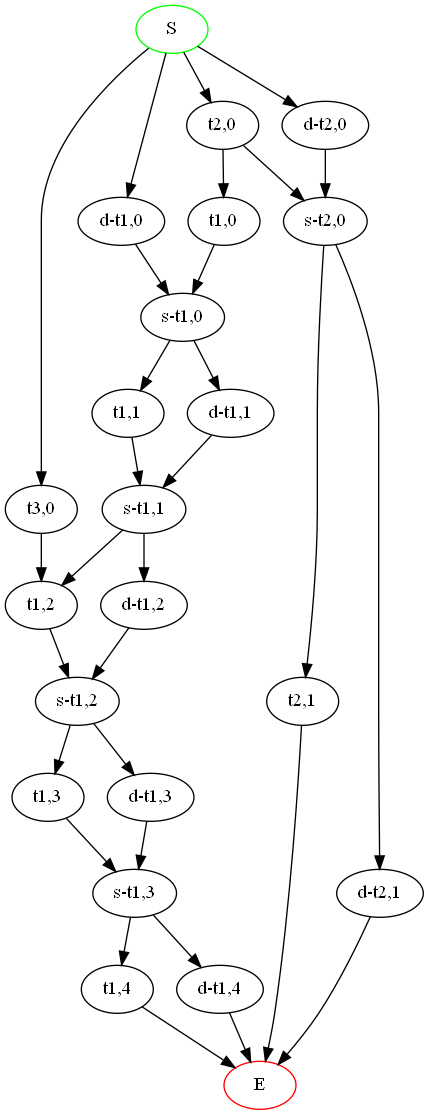 S
t2,0
d-t2,0
d-t1,0
t1,0
s-t2,0
s-t1,0
t1,1
d-t1,1
t3,0
s-t1,1
t1,2
d-t1,2
s-t1,2
t2,1
t1,3
d-t1,3
s-t1,3
d-t2,1
t1,4
d-t1,4
E